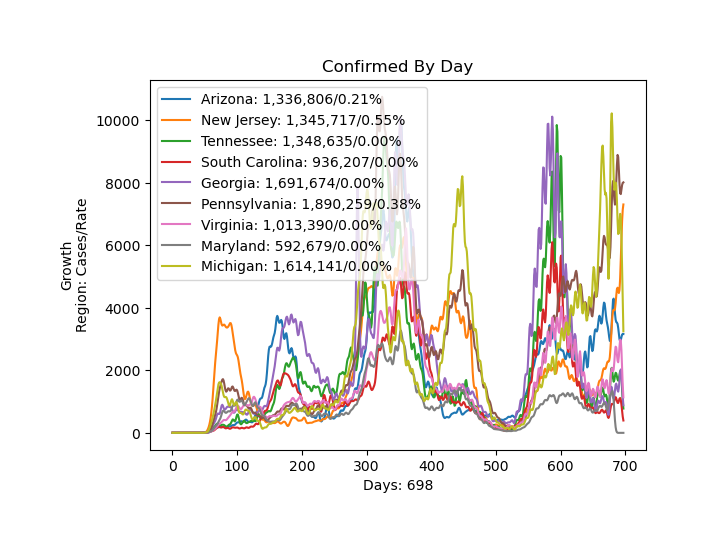 Confirmed By Day
Growth
Region: Cases/Rate
10000
8000
6000
4000
2000
0
Arizona: 1,336,806/0.21%
New Jersey: 1,345,717/0.55%
Tennessee: 1,348,635/0.00%
South Carolina: 936,207/0.00%
Georgia: 1,691,674/0.00%
Pennsylvania: 1,890,259/0.38%
Virginia: 1,013,390/0.00%
Maryland: 592,679/0.00%
Michigan: 1,614,141/0.00%
0 100 200 300 400 500 600 700
Days: 698